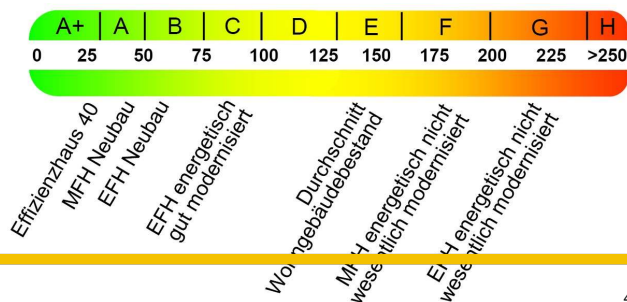 A+ A B C D E F G H
0 25 50 75 100 125 150 175 200 225 >250
Effizienzhaus 40
MFH Neubau
EFH Neubau
EFH energetisch
gut modernisiert
Durchschnitt
Wohngebäudebestand
MFH energetisch nicht
wesentlich modernisiert
EFH energetisch nicht
wesentlich modernisiert